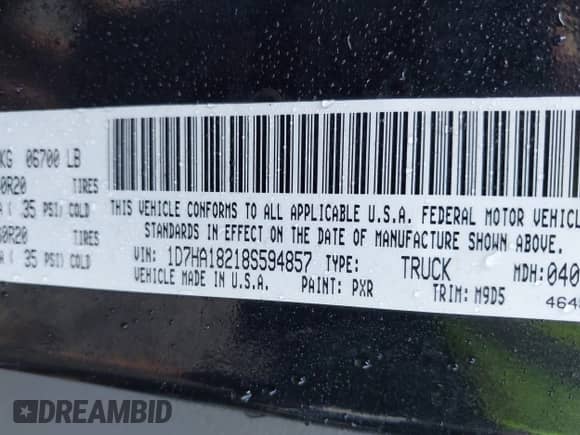 KG 06700 LB
0R20 TIRES
A ( 35 PSI) COLD
0R20 TIRES
A ( 35 PSI) COLD
THIS VEHICLE CONFORMS TO ALL APPLICABLE U.S.A. FEDERAL MOTOR VEHICL
STANDARDS IN EFFECT ON THE DATE OF MANUFACTURE SHOWN ABOVE.
VIN: 1D7HA18218S594857 TYPE: TRUCK MDH: 040
VEHICLE MADE IN U.S.A. PAINT: PXR TRIM: M9D5
464
DREAMBID